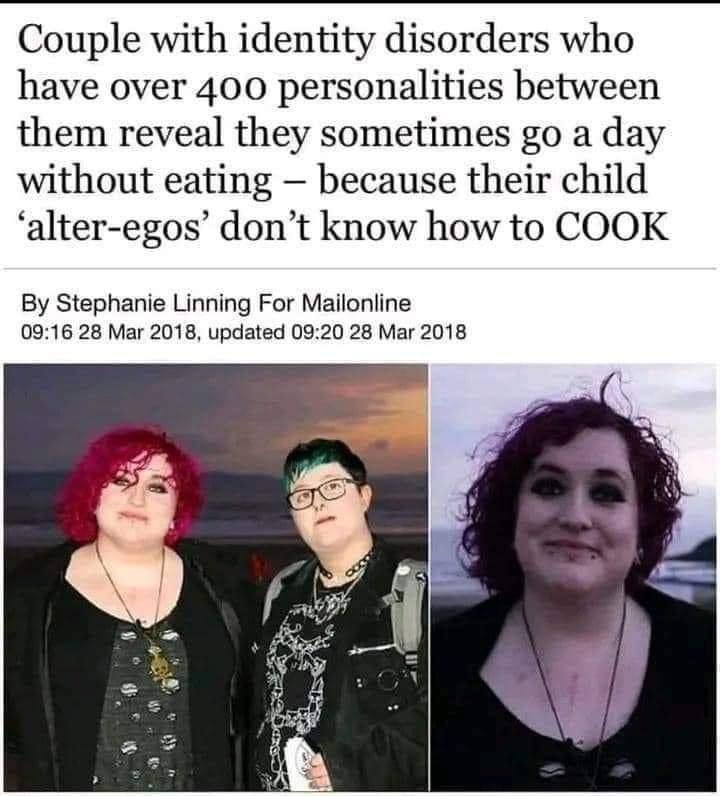 Couple with identity disorders who
have over 400 personalities between
them reveal they sometimes go a day
without eating – because their child
‘alter-egos’ don’t know how to COOK
By Stephanie Linning For Mailonline
09:16 28 Mar 2018, updated 09:20 28 Mar 2018